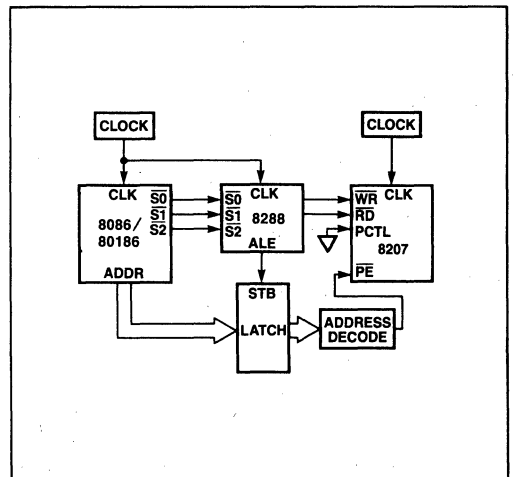 CLOCK
CLOCK
CLK
S0
S1
S2
8086/
80186
ADDR
CLK
S0
S1
S2
8288
ALE
WR
CLK
RD
PCTL
8207
PE
STB
LATCH
ADDRESS
DECODE